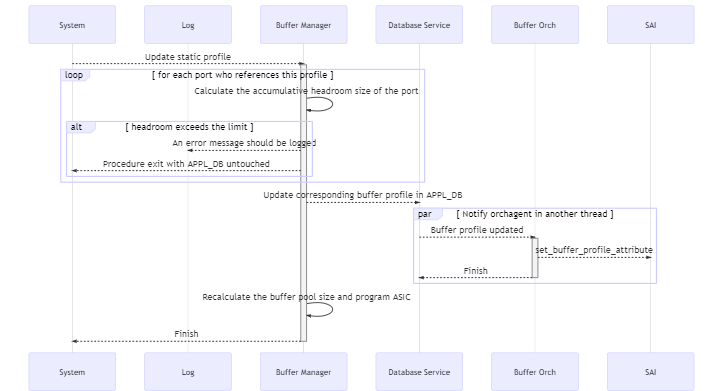 System
Log
Buffer Manager
Database Service
Buffer Orch
SAI
Update static profile
loop
[ for each port who references this profile ]
Calculate the accumulative headroom size of the port
alt
[ headroom exceeds the limit ]
An error message should be logged
Procedure exit with APPL_DB untouched
Update corresponding buffer profile in APPL_DB
par
[ Notify orchagent in another thread ]
Buffer profile updated
set_buffer_profile_attribute
Finish
Recalculate the buffer pool size and program ASIC
Finish
System
Log
Buffer Manager
Database Service
Buffer Orch
SAI